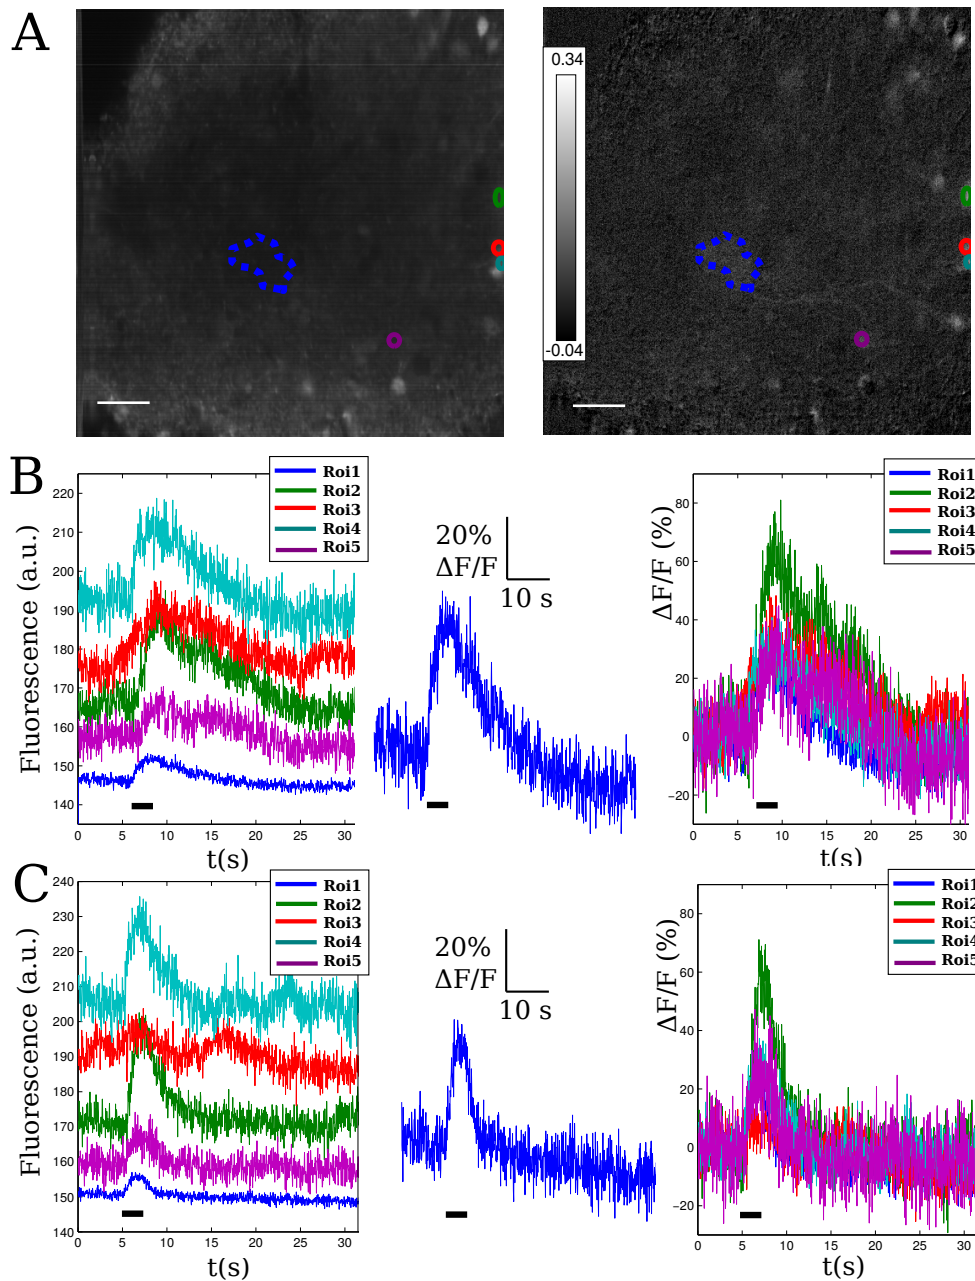 A
0.34
-0.04
B
Fluorescence (a.u.)
220
210
200
190
180
170
160
150
140
0 5 10 15 20 25 30
t(s)
Roi1
Roi2
Roi3
Roi4
Roi5
20%
ΔF/F
10 s
ΔF/F (%)
80
60
40
20
0
−20
0 5 10 15 20 25 30
t(s)
Roi1
Roi2
Roi3
Roi4
Roi5
C
Fluorescence (a.u.)
240
230
220
210
200
190
180
170
160
150
140
0 5 10 15 20 25 30
t(s)
Roi1
Roi2
Roi3
Roi4
Roi5
20%
ΔF/F
10 s
ΔF/F (%)
80
60
40
20
0
−20
0 5 10 15 20 25 30
t(s)
Roi1
Roi2
Roi3
Roi4
Roi5